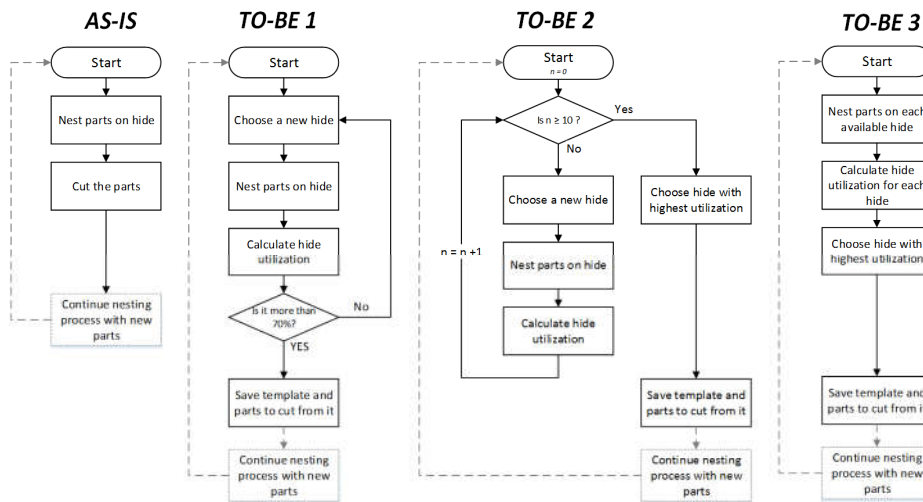 AS-IS
Start
Nest parts on hide
Cut the parts
Continue nesting
process with new
parts
TO-BE 1
Start
Choose a new hide
Nest parts on hide
Calculate hide
utilization
Is it more than
70%?
No
YES
Save template and
parts to cut from it
Continue nesting
process with new
parts
TO-BE 2
Start
n = 0
Is n ≥ 10 ?
Yes
No
Choose a new hide
Nest parts on hide
Calculate hide
utilization
n = n +1
Choose hide with
highest utilization
Save template and
parts to cut from it
Continue nesting
process with new
parts
TO-BE 3
Start
Nest parts on each
available hide
Calculate hide
utilization for each
hide
Choose hide with
highest utilization
Save template and
parts to cut from it
Continue nesting
process with new
parts